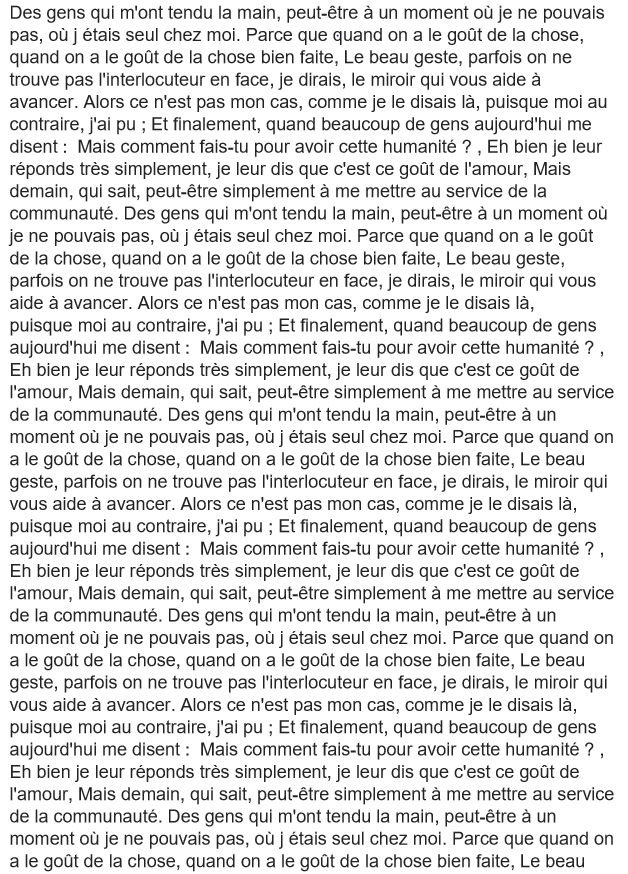 Des gens qui m'ont tendu la main, peut-être à un moment où je ne pouvais
pas, où j étais seul chez moi. Parce que quand on a le goût de la chose,
quand on a le goût de la chose bien faite, Le beau geste, parfois on ne
trouve pas l'interlocuteur en face, je dirais, le miroir qui vous aide à
avancer. Alors ce n'est pas mon cas, comme je le disais là, puisque moi au
contraire, j'ai pu ; Et finalement, quand beaucoup de gens aujourd'hui me
disent :  Mais comment fais-tu pour avoir cette humanité ? , Eh bien je leur
réponds très simplement, je leur dis que c'est ce goût de l'amour, Mais
demain, qui sait, peut-être simplement à me mettre au service de la
communauté. Des gens qui m'ont tendu la main, peut-être à un moment où
je ne pouvais pas, où j étais seul chez moi. Parce que quand on a le goût
de la chose, quand on a le goût de la chose bien faite, Le beau geste,
parfois on ne trouve pas l'interlocuteur en face, je dirais, le miroir qui vous
aide à avancer. Alors ce n'est pas mon cas, comme je le disais là,
puisque moi au contraire, j'ai pu ; Et finalement, quand beaucoup de gens
aujourd'hui me disent :  Mais comment fais-tu pour avoir cette humanité ? ,
Eh bien je leur réponds très simplement, je leur dis que c'est ce goût de
l'amour, Mais demain, qui sait, peut-être simplement à me mettre au service
de la communauté. Des gens qui m'ont tendu la main, peut-être à un
moment où je ne pouvais pas, où j étais seul chez moi. Parce que quand on
a le goût de la chose, quand on a le goût de la chose bien faite, Le beau
geste, parfois on ne trouve pas l'interlocuteur en face, je dirais, le miroir qui
vous aide à avancer. Alors ce n'est pas mon cas, comme je le disais là,
puisque moi au contraire, j'ai pu ; Et finalement, quand beaucoup de gens
aujourd'hui me disent :  Mais comment fais-tu pour avoir cette humanité ? ,
Eh bien je leur réponds très simplement, je leur dis que c'est ce goût de
l'amour, Mais demain, qui sait, peut-être simplement à me mettre au service
de la communauté. Des gens qui m'ont tendu la main, peut-être à un
moment où je ne pouvais pas, où j étais seul chez moi. Parce que quand on
a le goût de la chose, quand on a le goût de la chose bien faite, Le beau
geste, parfois on ne trouve pas l'interlocuteur en face, je dirais, le miroir qui
vous aide à avancer. Alors ce n'est pas mon cas, comme je le disais là,
puisque moi au contraire, j'ai pu ; Et finalement, quand beaucoup de gens
aujourd'hui me disent :  Mais comment fais-tu pour avoir cette humanité ? ,
Eh bien je leur réponds très simplement, je leur dis que c'est ce goût de
l'amour, Mais demain, qui sait, peut-être simplement à me mettre au service
de la communauté. Des gens qui m'ont tendu la main, peut-être à un
moment où je ne pouvais pas, où j étais seul chez moi. Parce que quand on
a le goût de la chose, quand on a le goût de la chose bien faite, Le beau